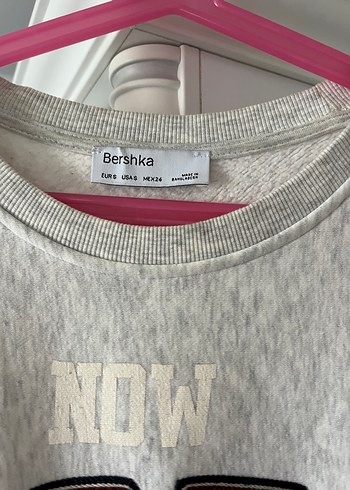 Bershka
EUR S USA S MEX 26 MADE IN
BANGLADESH
NOW